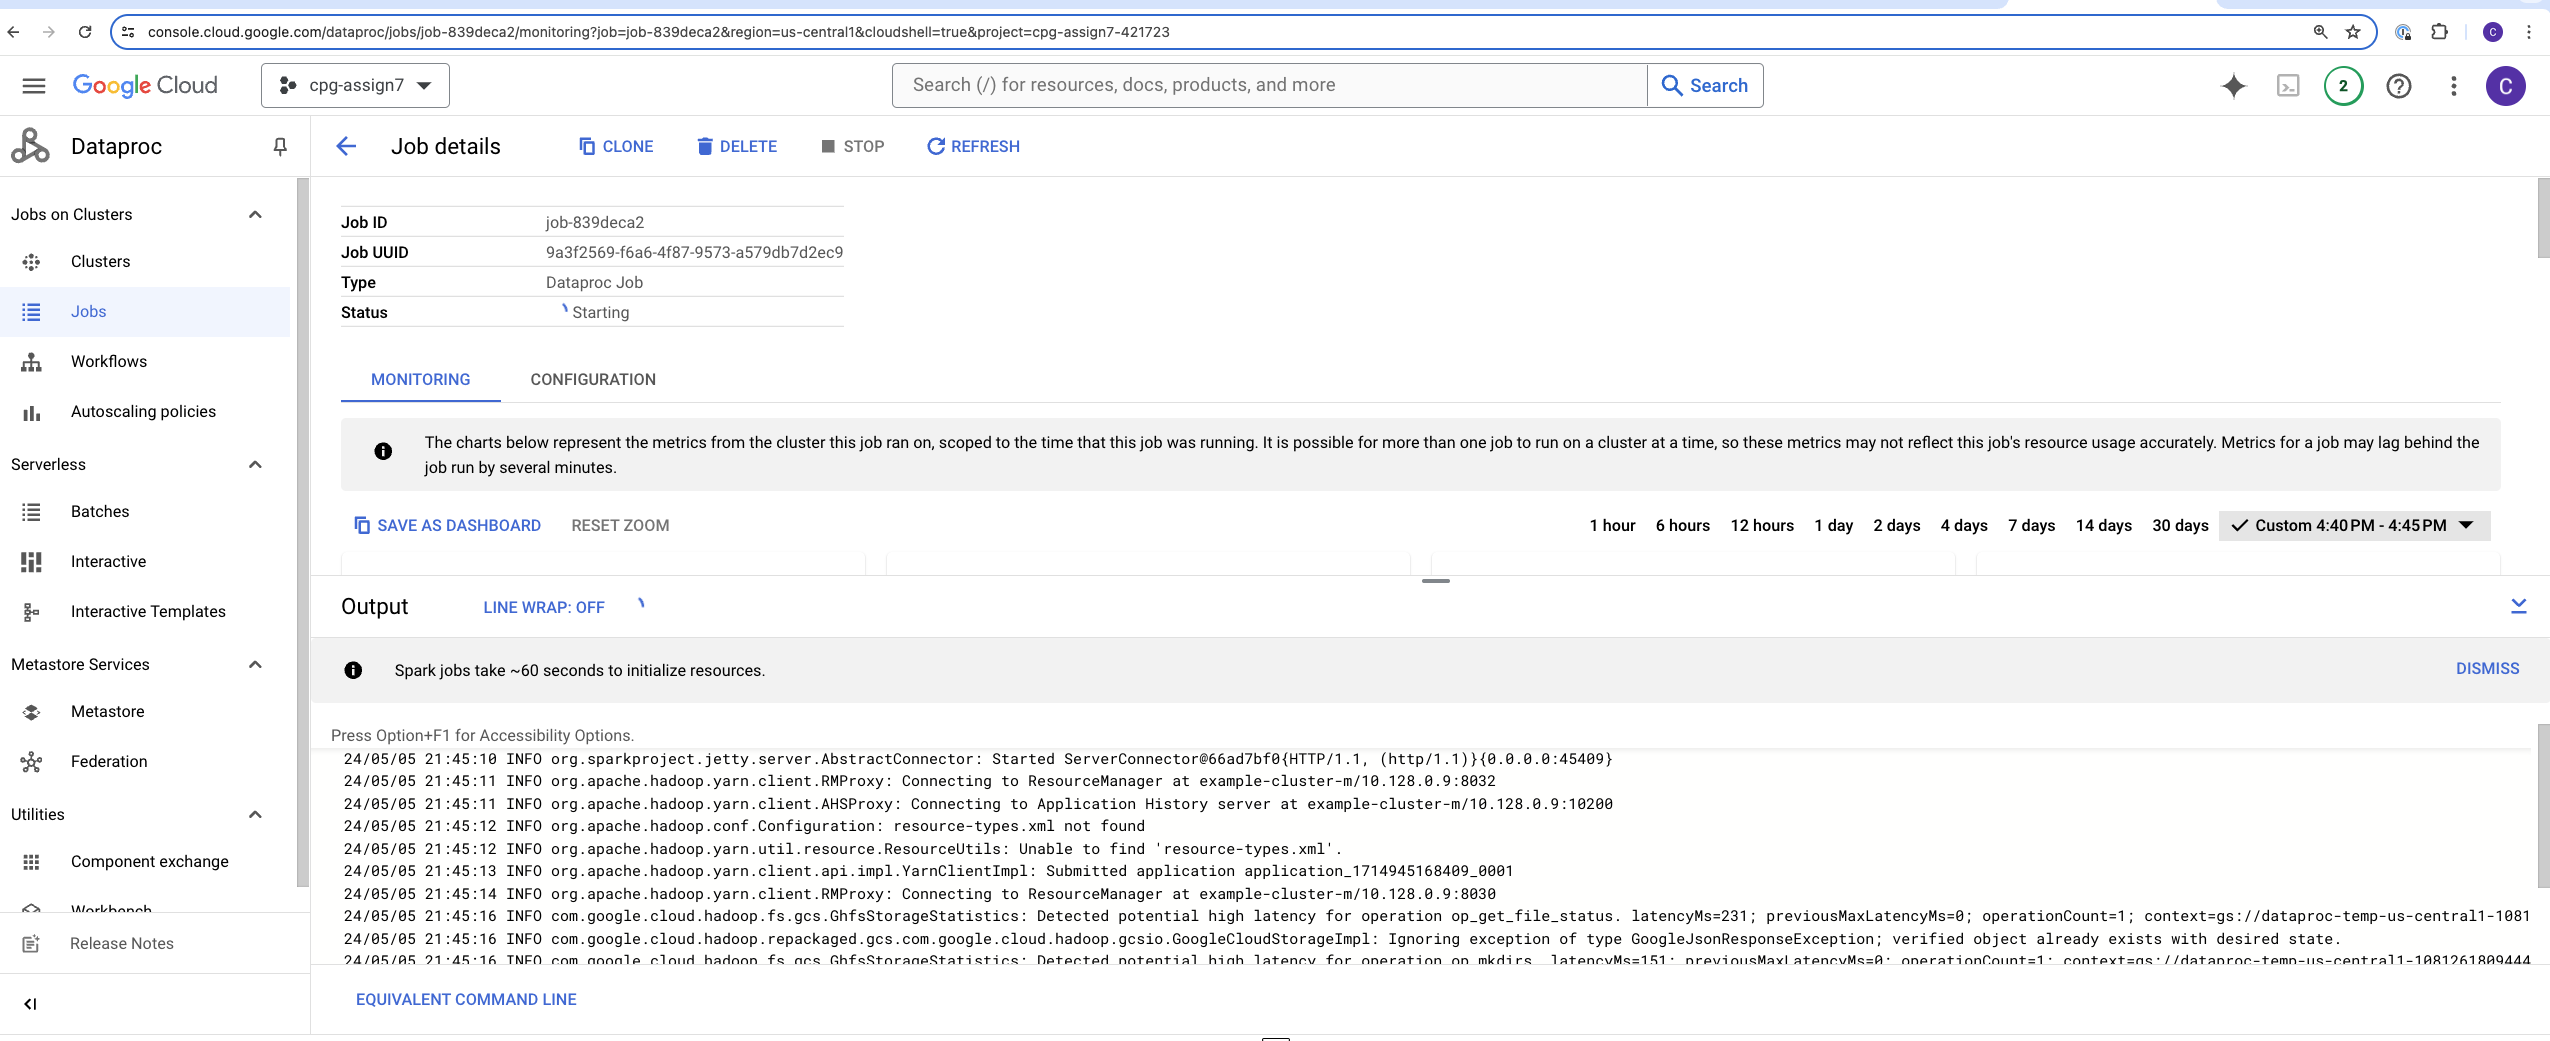 console.cloud.google.com/dataproc/jobs/job-839deca2/monitoring?job=job-839deca2&region=us-central1&cloudshell=true&project=cpg-assign7-421723
C
Google Cloud
cpg-assign7
Search (/) for resources, docs, products, and more
Search
2
C
Dataproc
Job details
CLONE
DELETE
STOP
REFRESH
Jobs on Clusters
Clusters
Jobs
Workflows
Autoscaling policies
Serverless
Batches
Interactive
Interactive Templates
Metastore Services
Metastore
Federation
Utilities
Component exchange
Workbench
Release Notes
Job ID job-839deca2
Job UUID 9a3f2569-f6a6-4f87-9573-a579db7d2ec9
Type Dataproc Job
Status Starting
MONITORING CONFIGURATION
The charts below represent the metrics from the cluster this job ran on, scoped to the time that this job was running. It is possible for more than one job to run on a cluster at a time, so these metrics may not reflect this job's resource usage accurately. Metrics for a job may lag behind the
job run by several minutes.
SAVE AS DASHBOARD RESET ZOOM 1 hour 6 hours 12 hours 1 day 2 days 4 days 7 days 14 days 30 days Custom 4:40 PM - 4:45 PM
Output LINE WRAP: OFF
Spark jobs take ~60 seconds to initialize resources. DISMISS
Press Option+F1 for Accessibility Options.
24/05/05 21:45:10 INFO org.sparkproject.jetty.server.AbstractConnector: Started ServerConnector@66ad7bf0{HTTP/1.1, (http/1.1)}{0.0.0.0:45409}
24/05/05 21:45:11 INFO org.apache.hadoop.yarn.client.RMProxy: Connecting to ResourceManager at example-cluster-m/10.128.0.9:8032
24/05/05 21:45:11 INFO org.apache.hadoop.yarn.client.AHSProxy: Connecting to Application History server at example-cluster-m/10.128.0.9:10200
24/05/05 21:45:12 INFO org.apache.hadoop.conf.Configuration: resource-types.xml not found
24/05/05 21:45:12 INFO org.apache.hadoop.yarn.util.resource.ResourceUtils: Unable to find 'resource-types.xml'.
24/05/05 21:45:13 INFO org.apache.hadoop.yarn.client.api.impl.YarnClientImpl: Submitted application application_1714945168409_0001
24/05/05 21:45:14 INFO org.apache.hadoop.yarn.client.RMProxy: Connecting to ResourceManager at example-cluster-m/10.128.0.9:8030
24/05/05 21:45:16 INFO com.google.cloud.hadoop.fs.gcs.GhfsStorageStatistics: Detected potential high latency for operation op_get_file_status. latencyMs=231; previousMaxLatencyMs=0; operationCount=1; context=gs://dataproc-temp-us-central1-1081
24/05/05 21:45:16 INFO com.google.cloud.hadoop.repackaged.gcs.com.google.cloud.hadoop.gcsio.GoogleCloudStorageImpl: Ignoring exception of type GoogleJsonResponseException; verified object already exists with desired state.
24/05/05 21:45:16 INFO com.google.cloud.hadoop.fs.gcs.GhfsStorageStatistics: Detected potential high latency for operation op_mkdirs. latencyMs=151; previousMaxLatencyMs=0; operationCount=1; context=gs://dataproc-temp-us-central1-1081261809444
EQUIVALENT COMMAND LINE